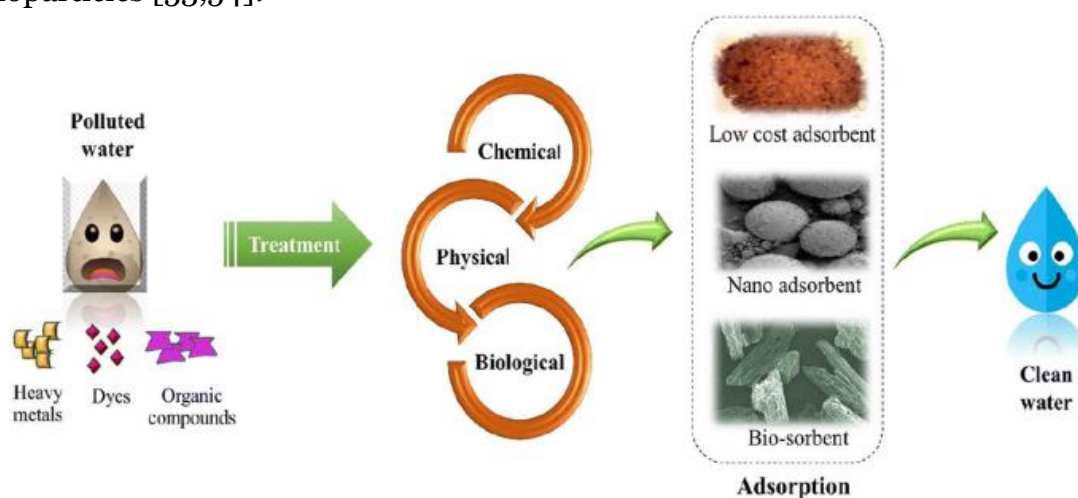 Polluted
water
Heavy
metals
Dyes
Organic
compounds
Treatment
Chemical
Physical
Biological
Low cost adsorbent
Nano adsorbent
Bio-sorbent
Adsorption
Clean
water